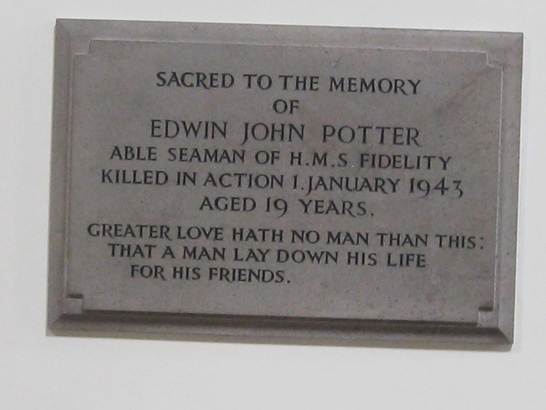 SACRED TO THE MEMORY
OF
EDWIN JOHN POTTER
ABLE SEAMAN OF H.M.S. FIDELITY
KILLED IN ACTION 1. JANUARY 1943
AGED 19 YEARS.
GREATER LOVE HATH NO MAN THAN THIS:
THAT A MAN LAY DOWN HIS LIFE
FOR HIS FRIENDS.